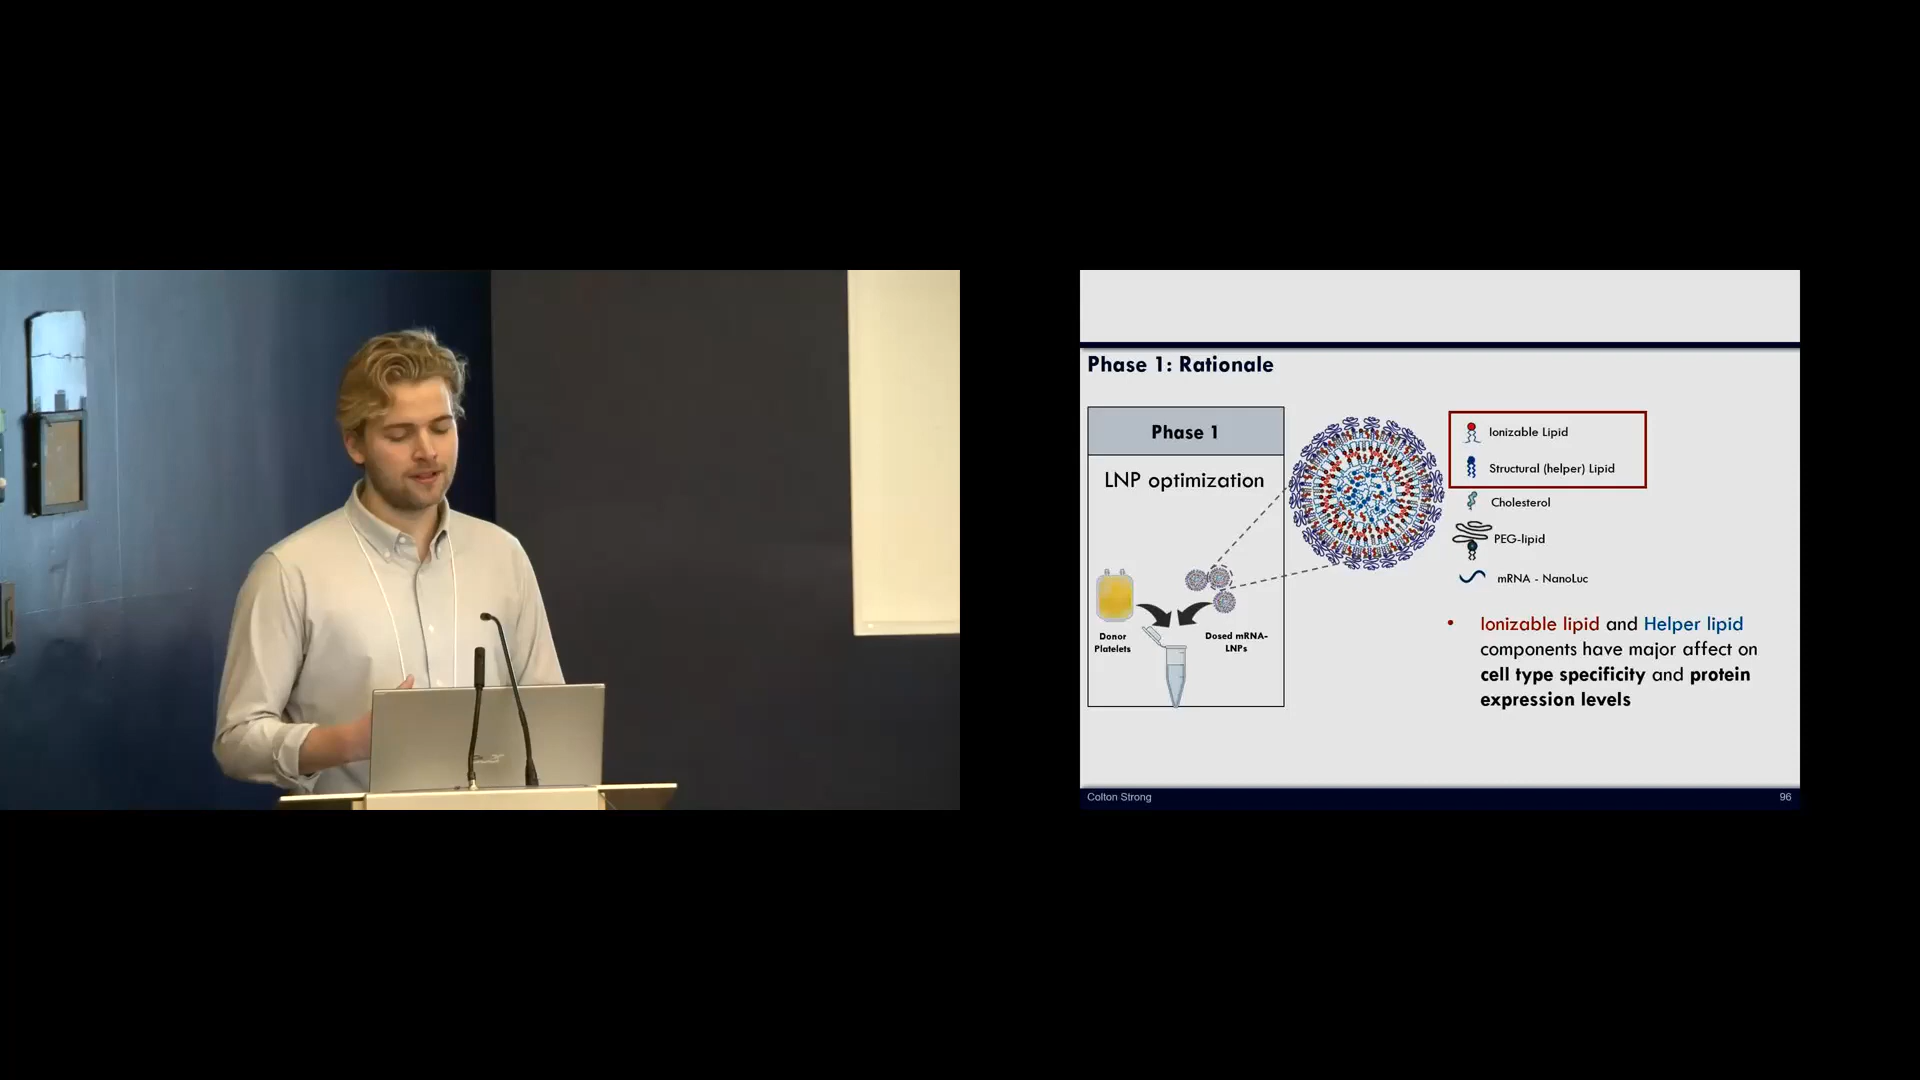 Phase 1: Rationale
Phase 1
LNP optimization
Donor
Platelets
Dosed mRNA-
LNPs
Ionizable Lipid
Structural (helper) Lipid
Cholesterol
PEG-lipid
mRNA - NanoLuc
• Ionizable lipid and Helper lipid
components have major affect on
cell type specificity and protein
expression levels
Colton Strong
96